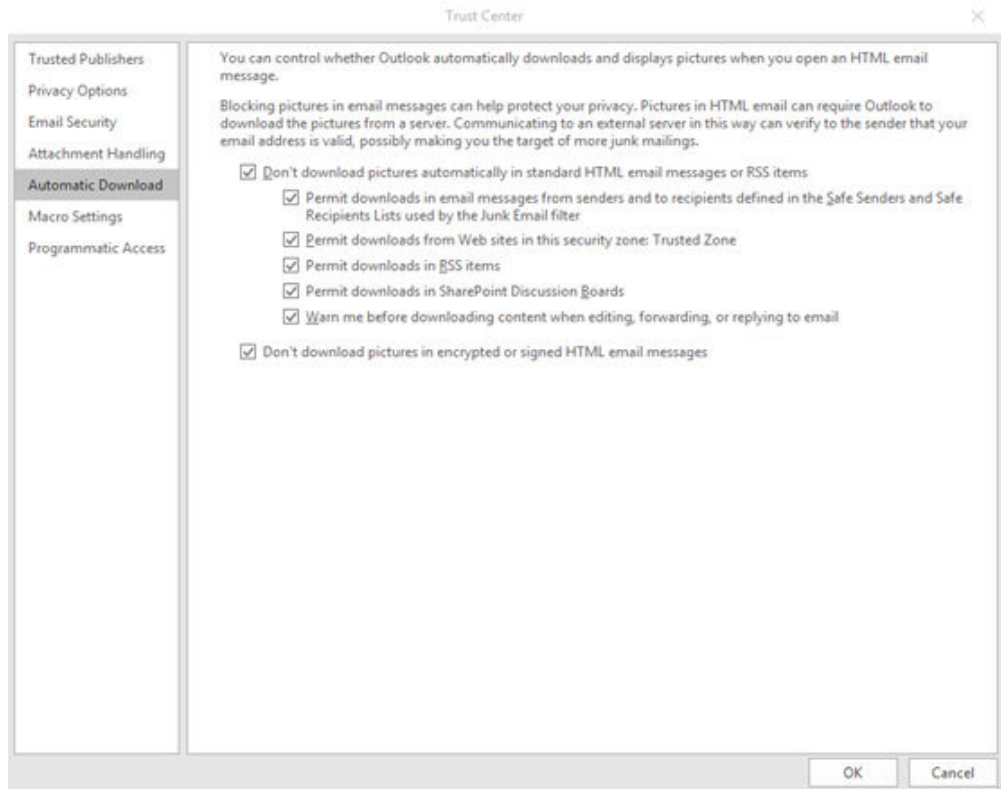 Trust Center
Trusted Publishers
Privacy Options
Email Security
Attachment Handling
Automatic Download
Macro Settings
Programmatic Access
You can control whether Outlook automatically downloads and displays pictures when you open an HTML email
message.
Blocking pictures in email messages can help protect your privacy. Pictures in HTML email can require Outlook to
download the pictures from a server. Communicating to an external server in this way can verify to the sender that your
email address is valid, possibly making you the target of more junk mailings.
Don't download pictures automatically in standard HTML email messages or RSS items
Permit downloads in email messages from senders and to recipients defined in the Safe Senders and Safe
Recipients Lists used by the Junk Email filter
Permit downloads from Web sites in this security zone: Trusted Zone
Permit downloads in RSS items
Permit downloads in SharePoint Discussion Boards
Warn me before downloading content when editing, forwarding, or replying to email
Don't download pictures in encrypted or signed HTML email messages
OK
Cancel